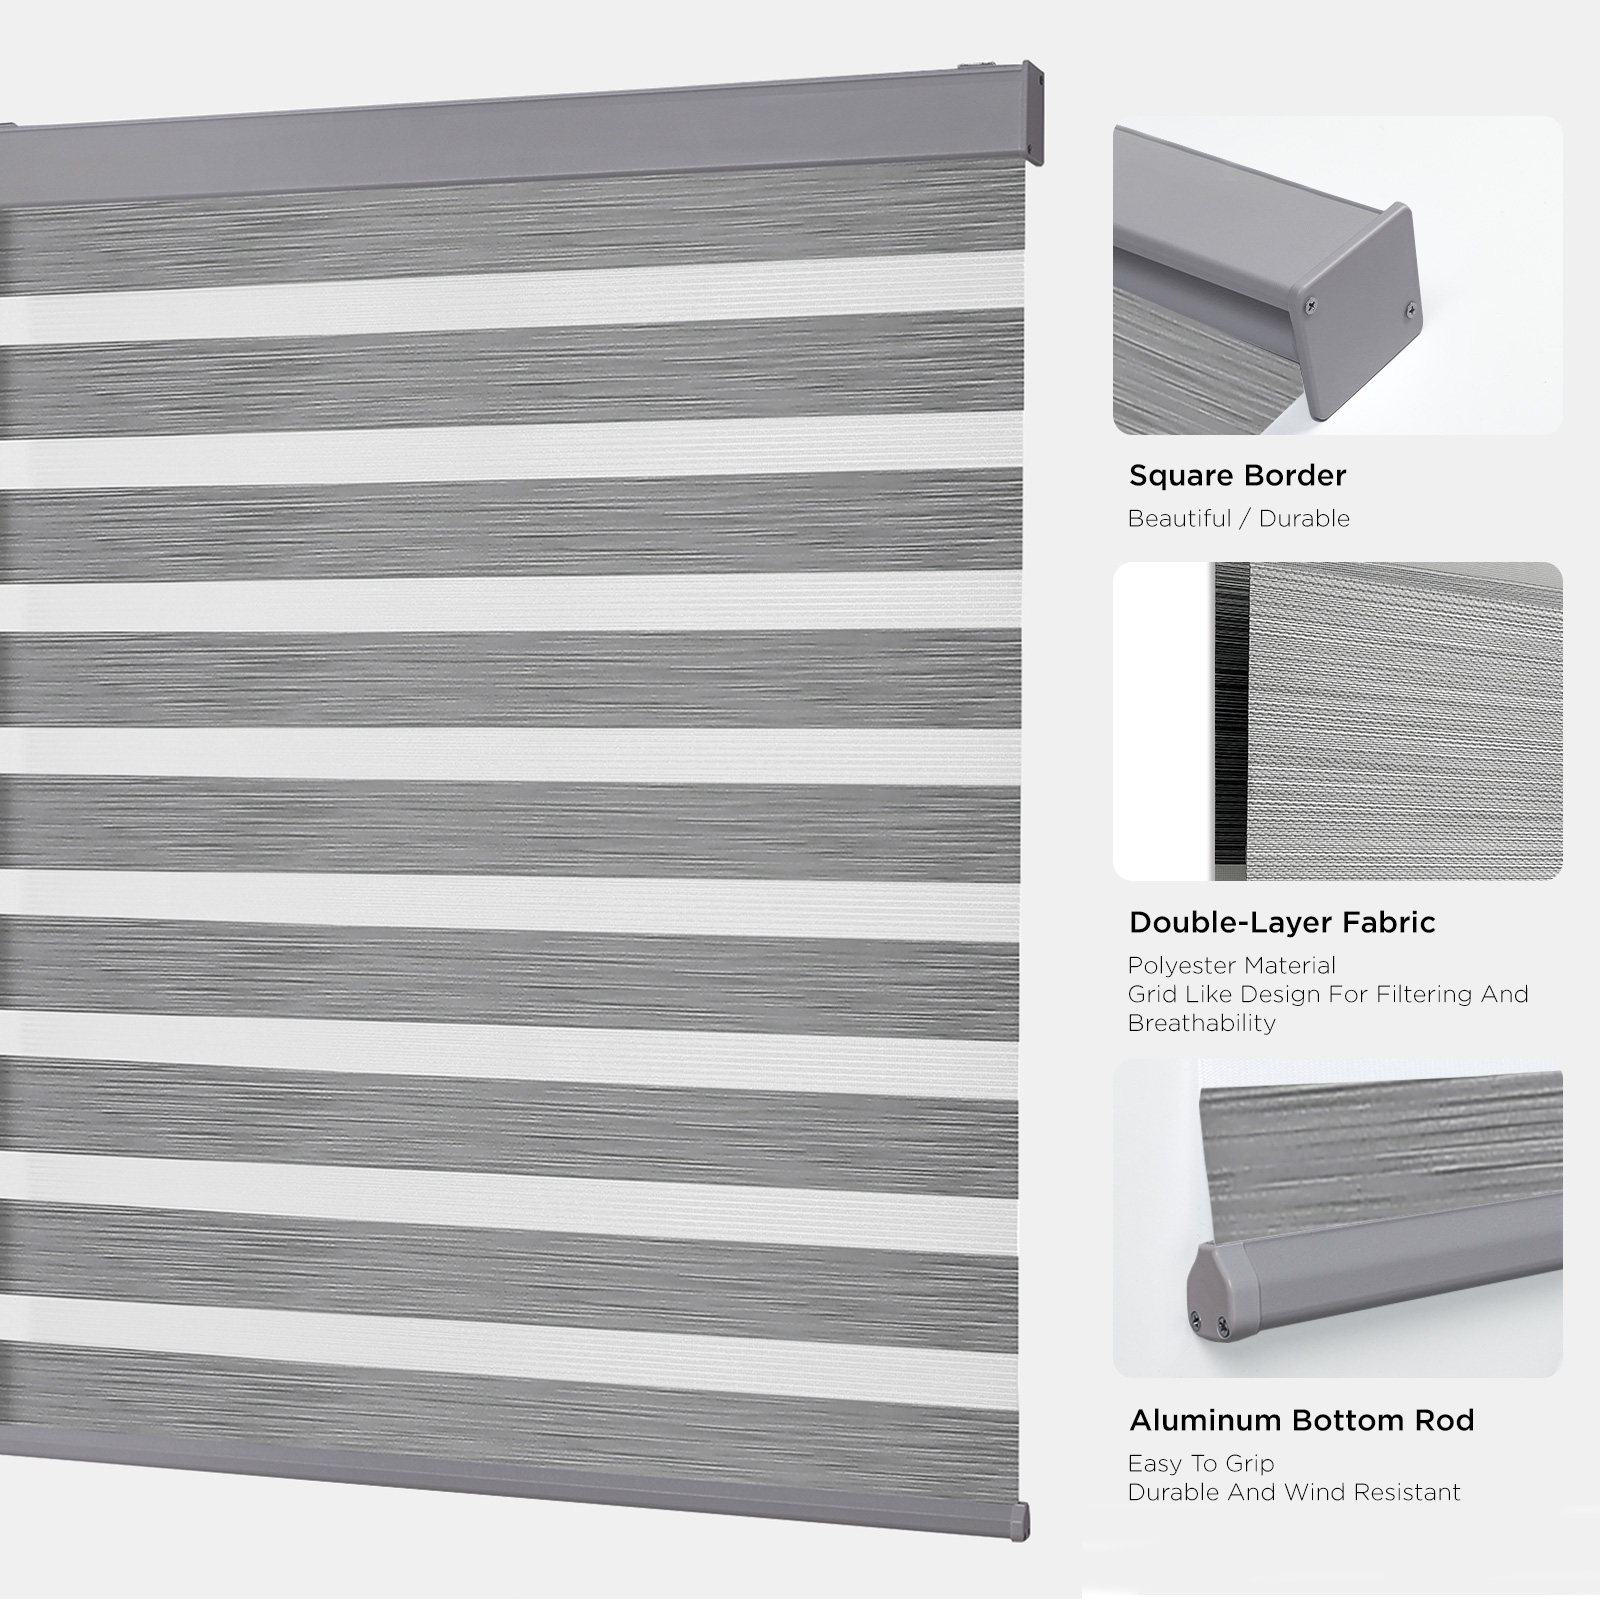 Square Border
Beautiful / Durable
Double-Layer Fabric
Polyester Material
Grid Like Design For Filtering And
Breathability
Aluminum Bottom Rod
Easy To Grip
Durable And Wind Resistant